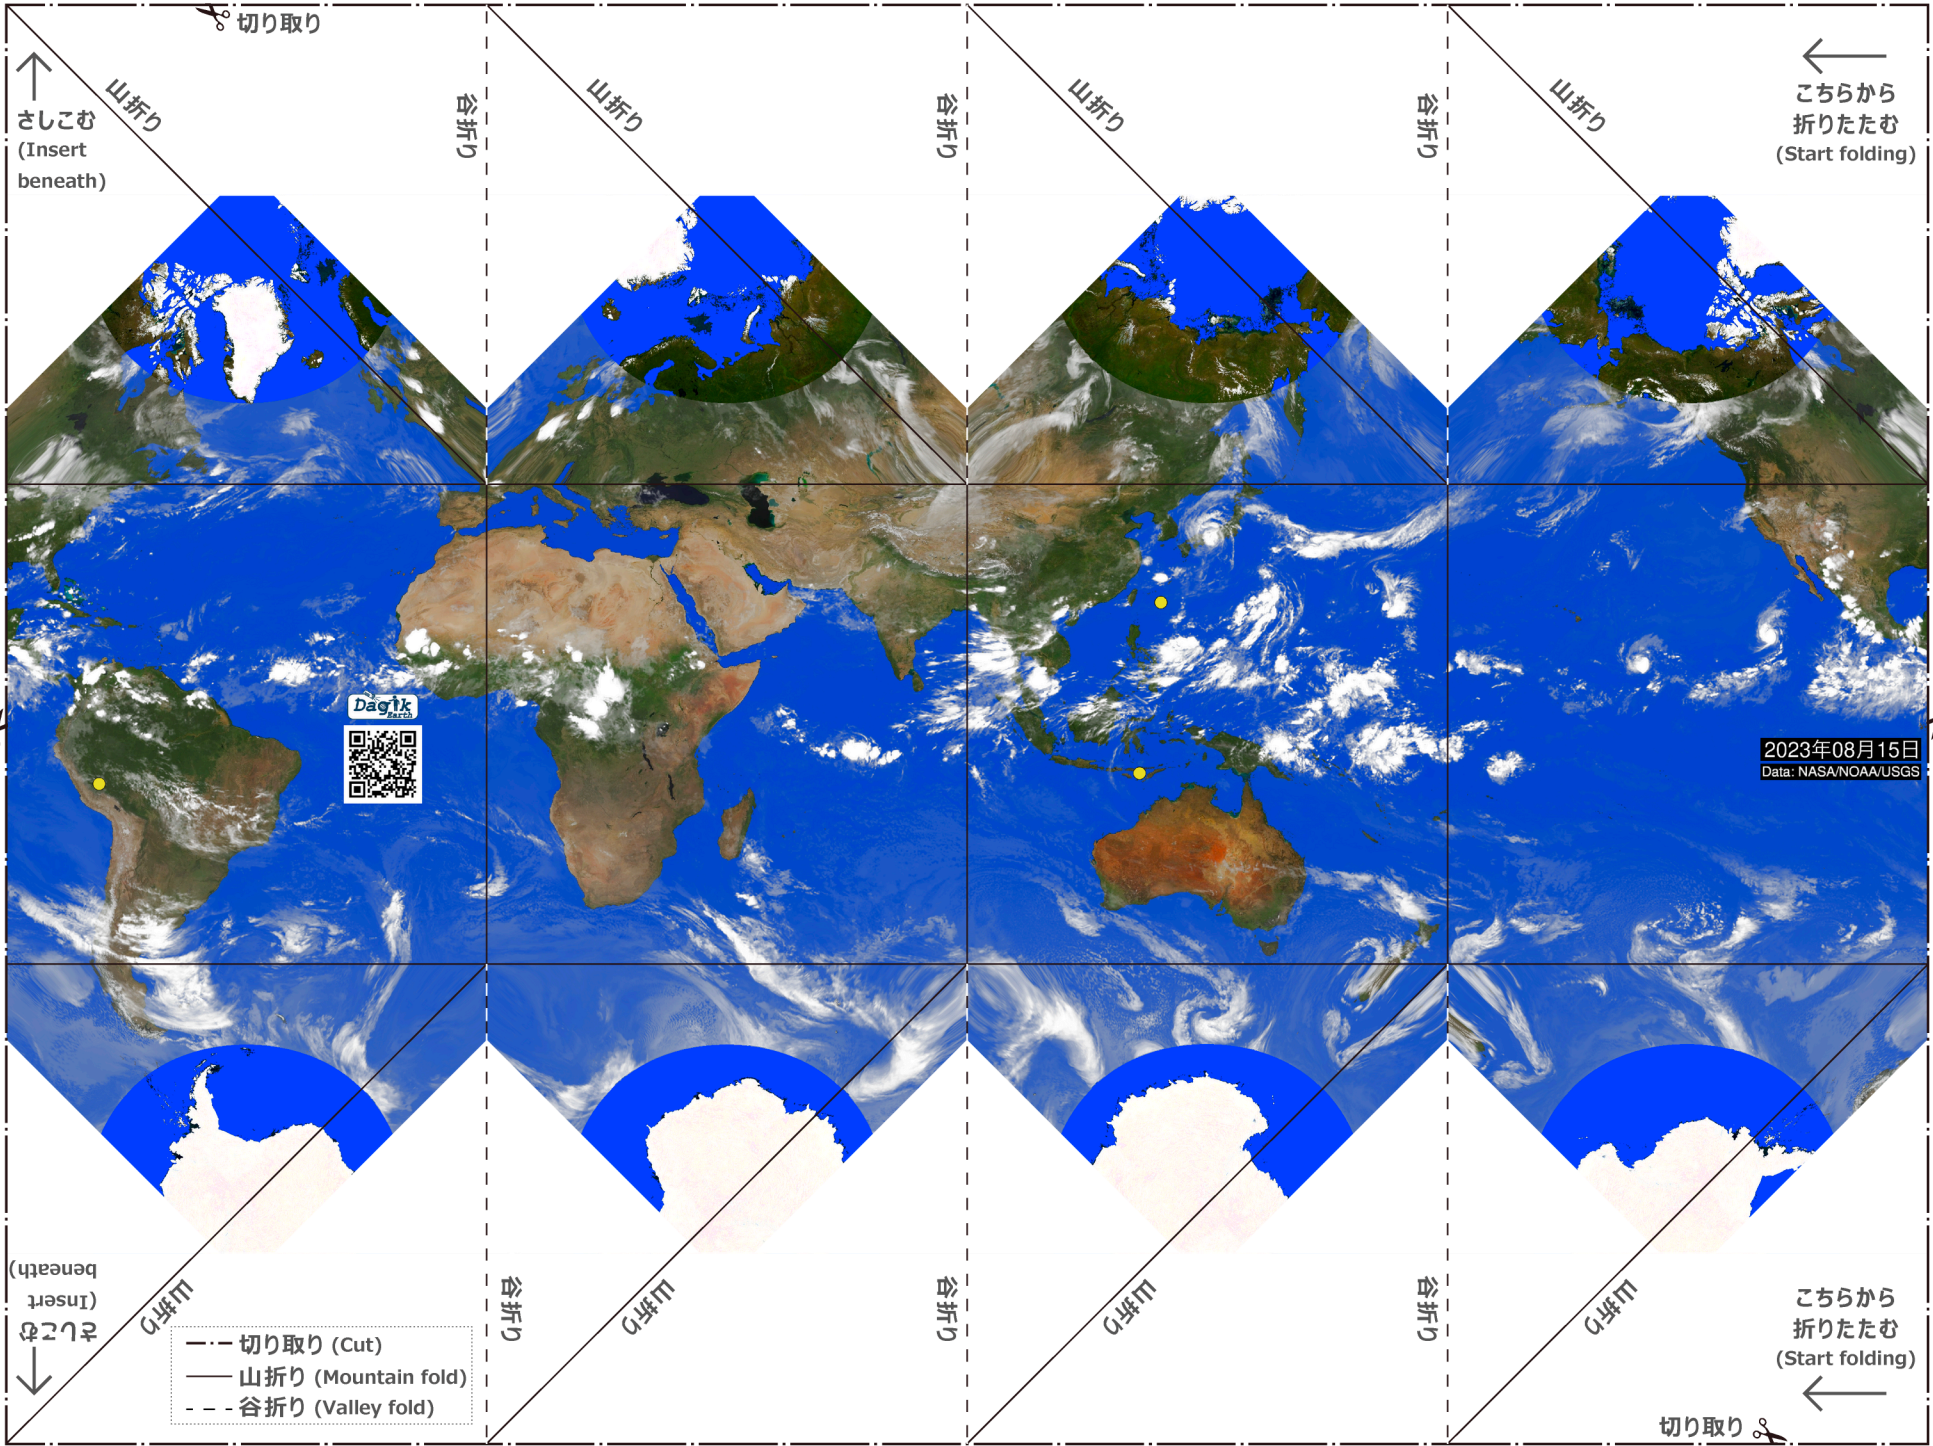 切り取り
山折り
谷折り
山折り
谷折り
山折り
谷折り
山折り
こちらから
折りたたむ
(Start folding)
さしこむ
(Insert
beneath)
Dagik
Earth
2023年08月15日
Data: NASA/NOAA/USGS
さしこむ
(Insert
beneath)
山折り
谷折り
山折り
谷折り
山折り
谷折り
山折り
こちらから
折りたたむ
(Start folding)
切り取り (Cut)
山折り (Mountain fold)
谷折り (Valley fold)
切り取り